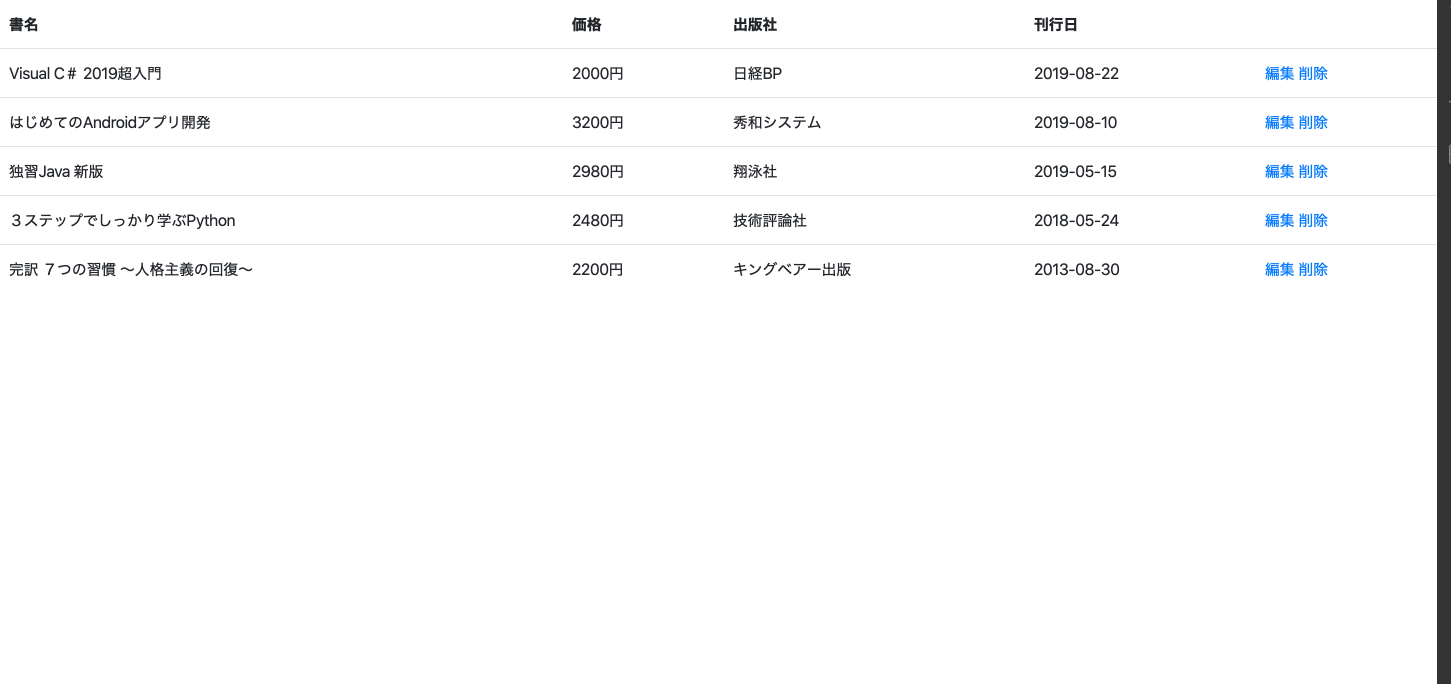 書名 価格 出版社 刊行日
Visual C＃ 2019超入門 2000円 日経BP 2019-08-22 編集 削除
はじめてのAndroidアプリ開発 3200円 秀和システム 2019-08-10 編集 削除
独習Java 新版 2980円 翔泳社 2019-05-15 編集 削除
３ステップでしっかり学ぶPython 2480円 技術評論社 2018-05-24 編集 削除
完訳 ７つの習慣 〜人格主義の回復〜 2200円 キングベアー出版 2013-08-30 編集 削除